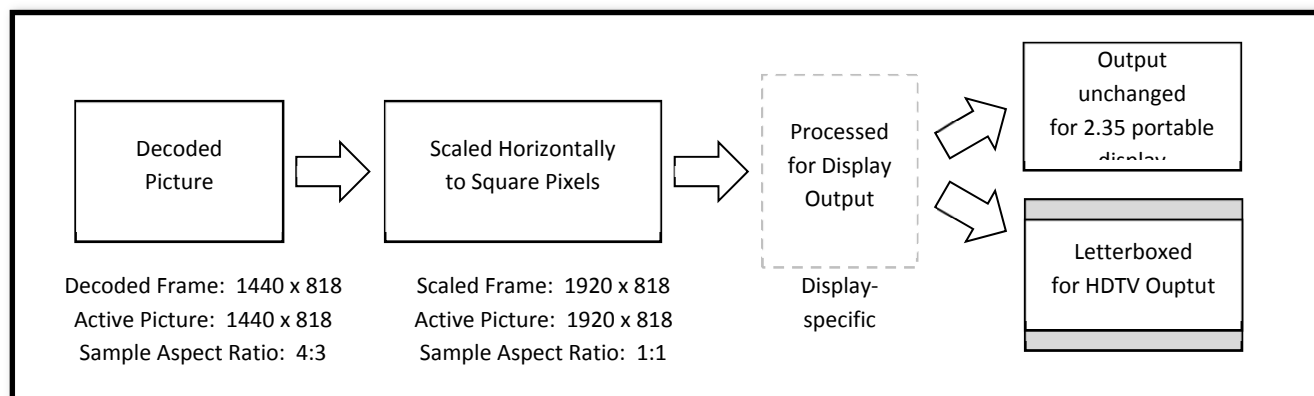 Decoded
Picture
Scaled Horizontally
to Square Pixels
Processed
for Display
Output
Output
unchanged
for 2.35 portable
display
Letterboxed
for HDTV Ouptut
Decoded Frame: 1440 x 818
Active Picture: 1440 x 818
Sample Aspect Ratio: 4:3
Scaled Frame: 1920 x 818
Active Picture: 1920 x 818
Sample Aspect Ratio: 1:1
Display-
specific